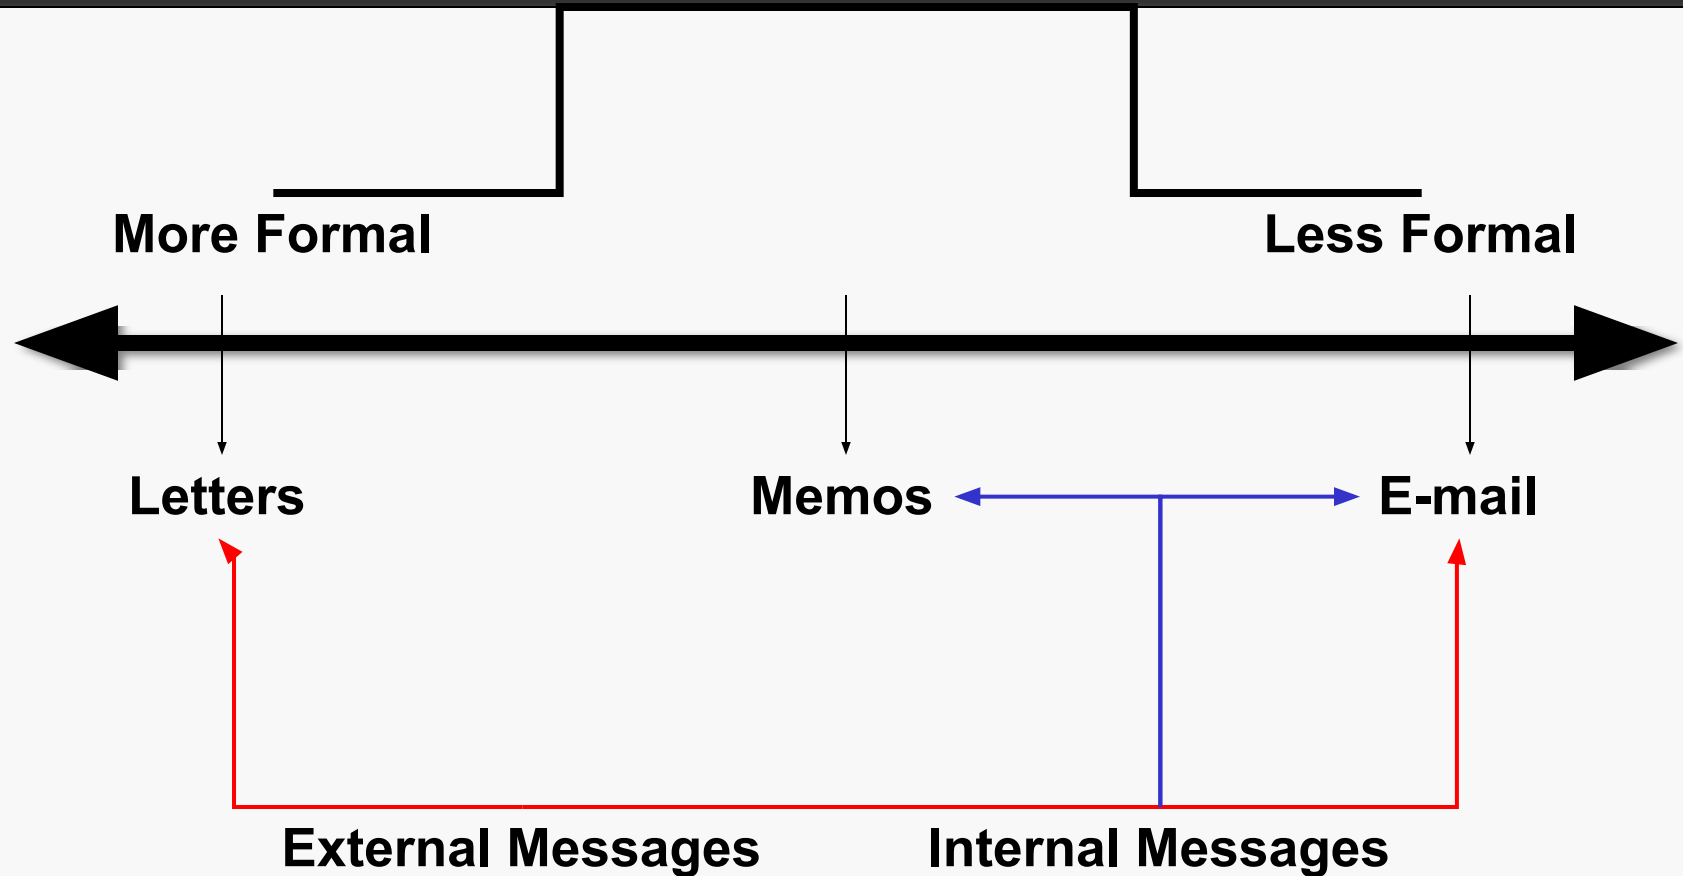 More Formal
Less Formal
Letters
Memos
E-mail
External Messages
Internal Messages